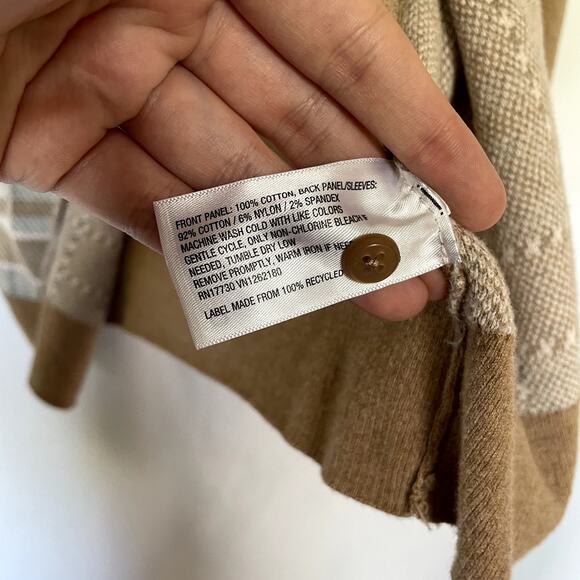 FRONT PANEL: 100% COTTON, BACK PANEL/SLEEVES:
92% COTTON / 6% NYLON / 2% SPANDEX
MACHINE WASH COLD WITH LIKE COLORS
GENTLE CYCLE, ONLY NON-CHLORINE BLEACH
NEEDED, TUMBLE DRY LOW
REMOVE PROMPTLY, WARM IRON IF
RN17730 VN1262180
LABEL MADE FROM 100% RECYCLED